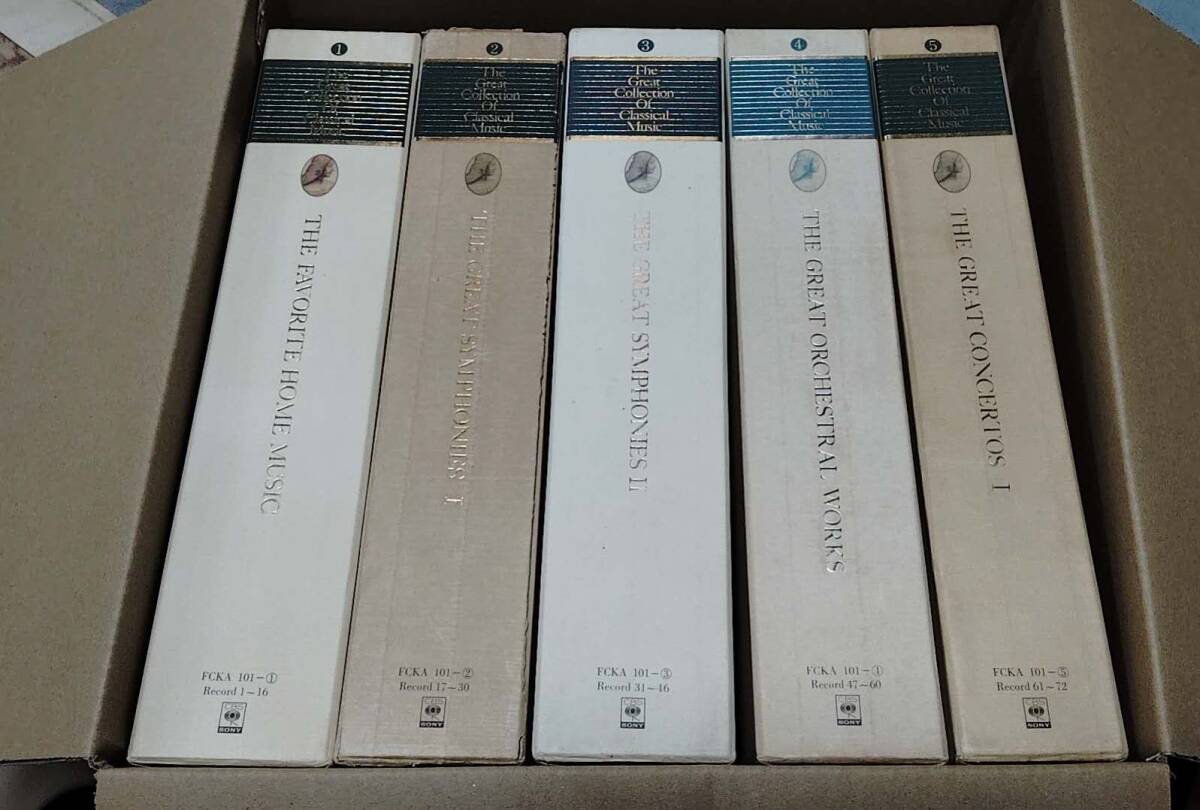 1
The
Great
Collection
Of
Classical
Music
THE FAVORITE HOME MUSIC
FCKA 101-①
Record 1~16
CBS
SONY
2
The
Great
Collection
Of
Classical
Music
THE GREAT SYMPHONIES I
FCKA 101-②
Record 17~30
CBS
SONY
3
The
Great
Collection
Of
Classical
Music
THE GREAT SYMPHONIES II
FCKA 101-③
Record 31~46
CBS
SONY
4
The
Great
Collection
Of
Classical
Music
THE GREAT ORCHESTRAL WORKS
FCKA 101-④
Record 47~60
CBS
SONY
5
The
Great
Collection
Of
Classical
Music
THE GREAT CONCERTOS I
FCKA 101-⑤
Record 61~72
CBS
SONY